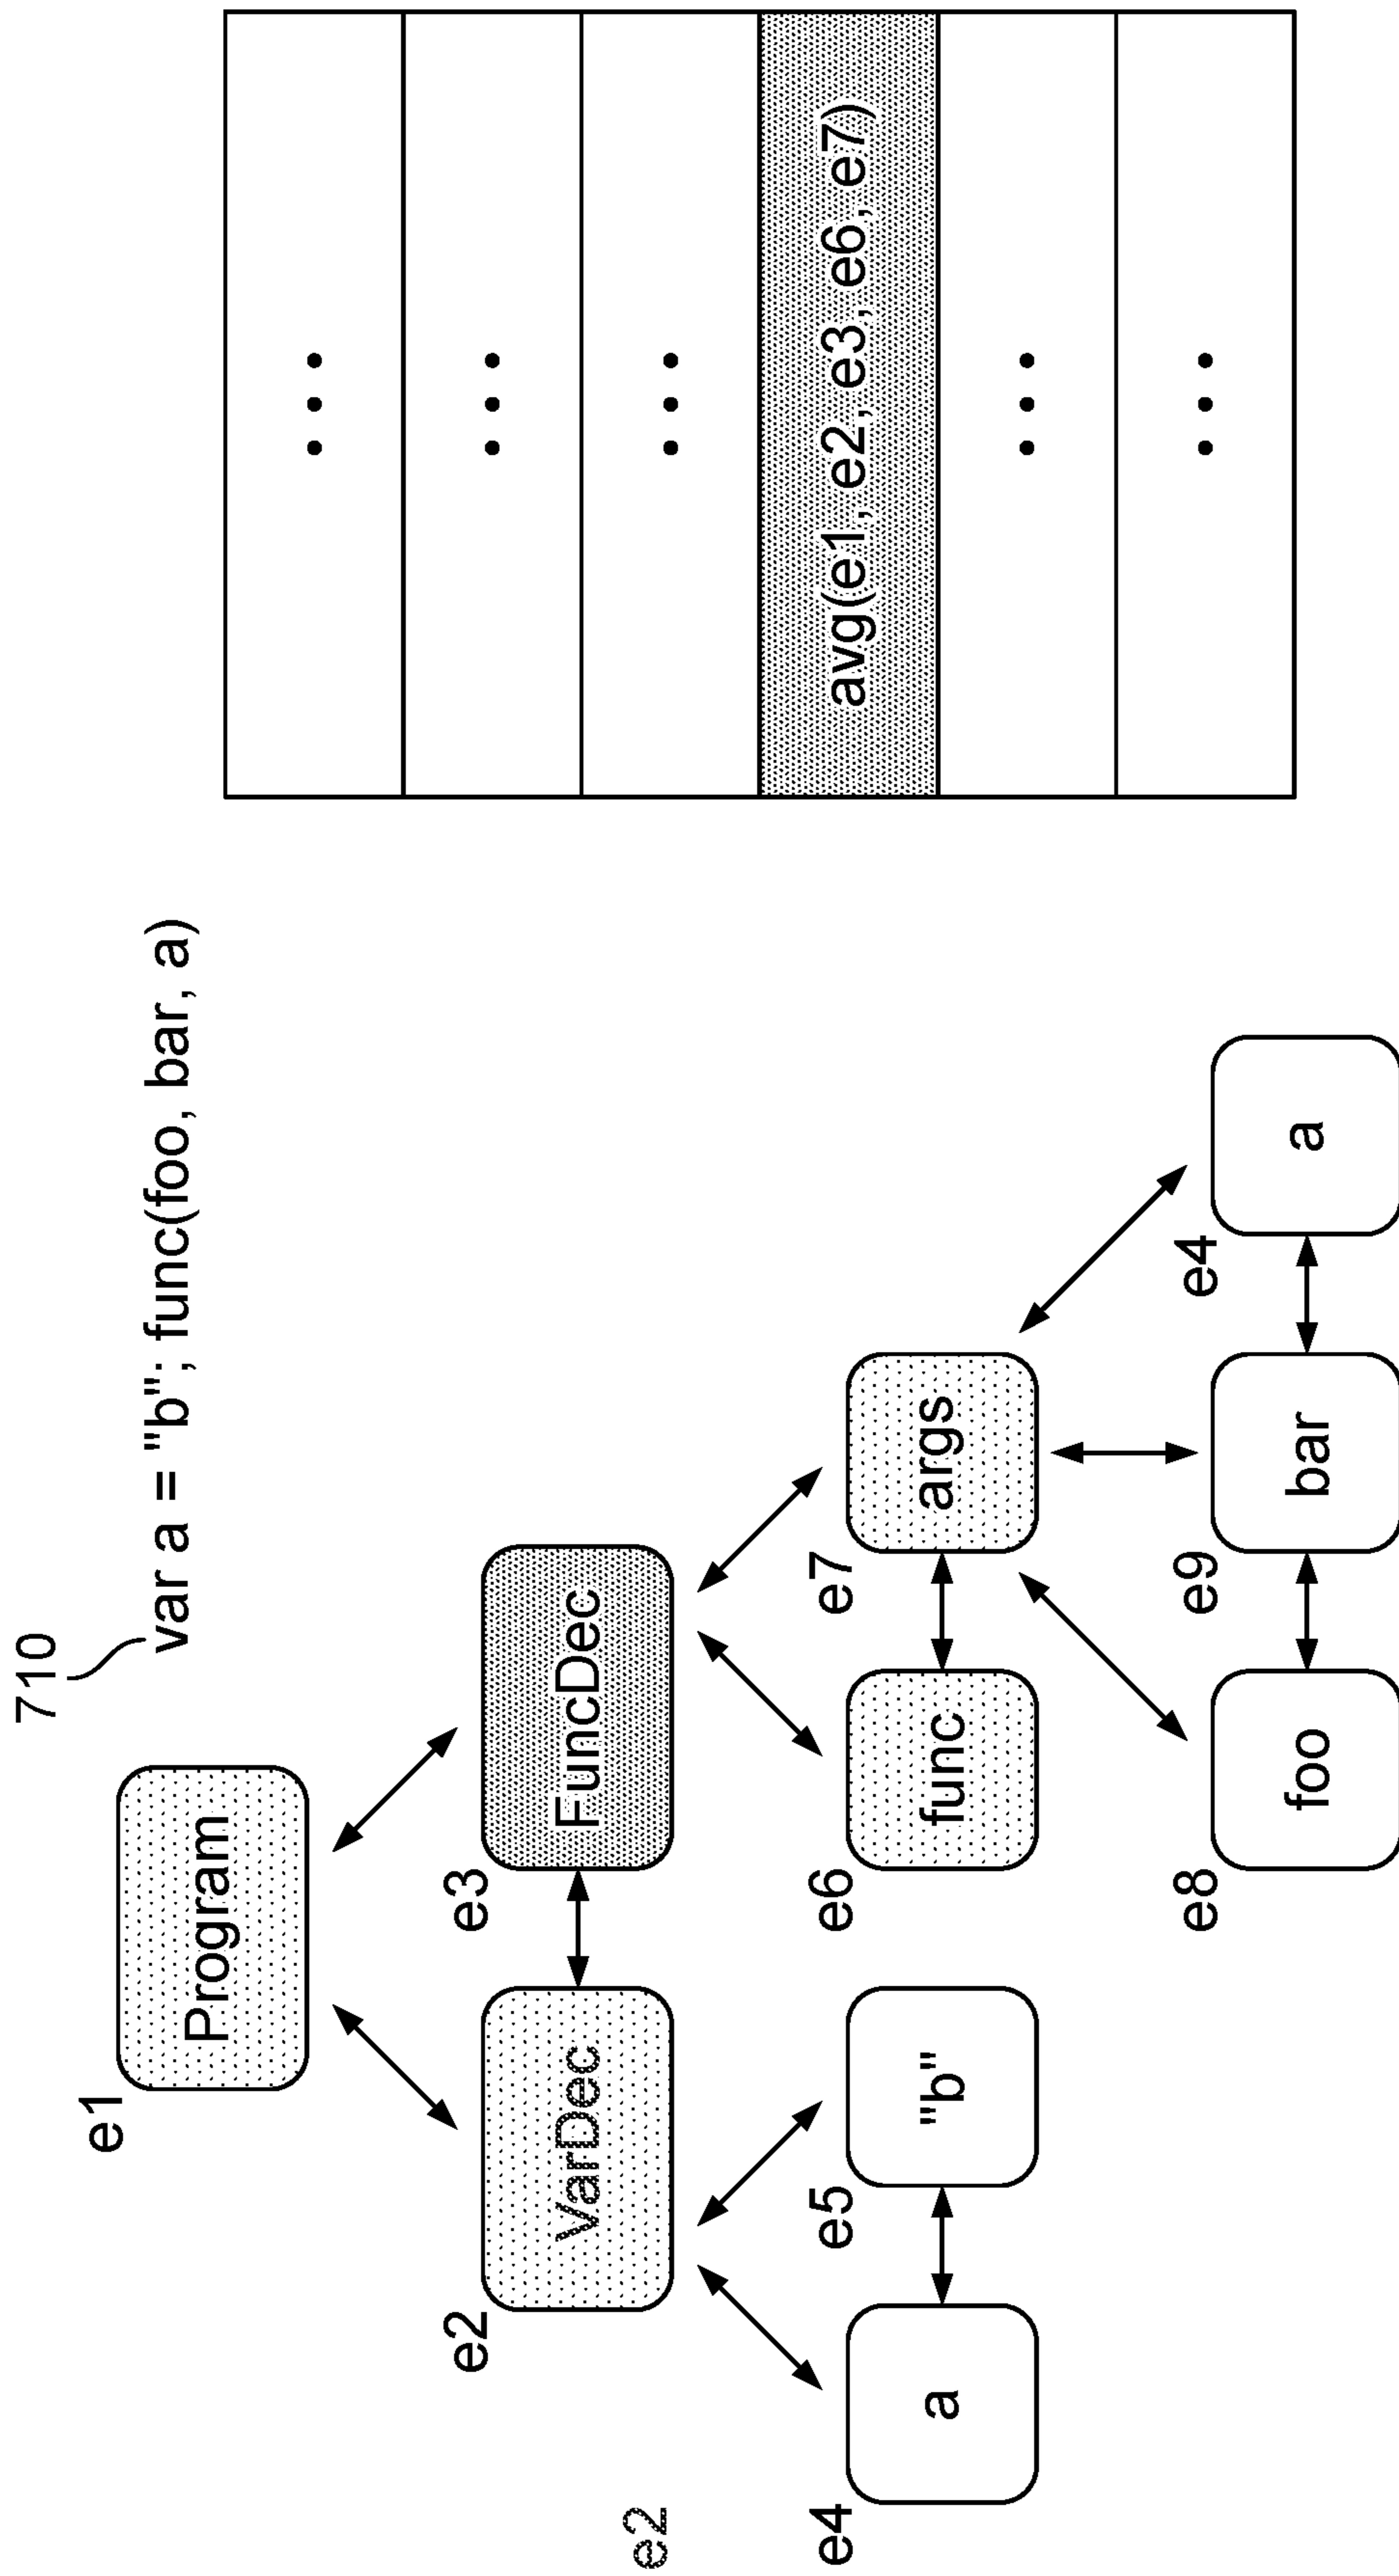 710
var a = "b"; func(foo, bar, a)
e1
Program
e2
VarDec
e3
FuncDec
e2
e4
a
e5
"b"
e6
func
e7
args
e8
foo
e9
bar
e4
a
...
...
...
avg(e1, e2, e3, e6, e7)
...
...